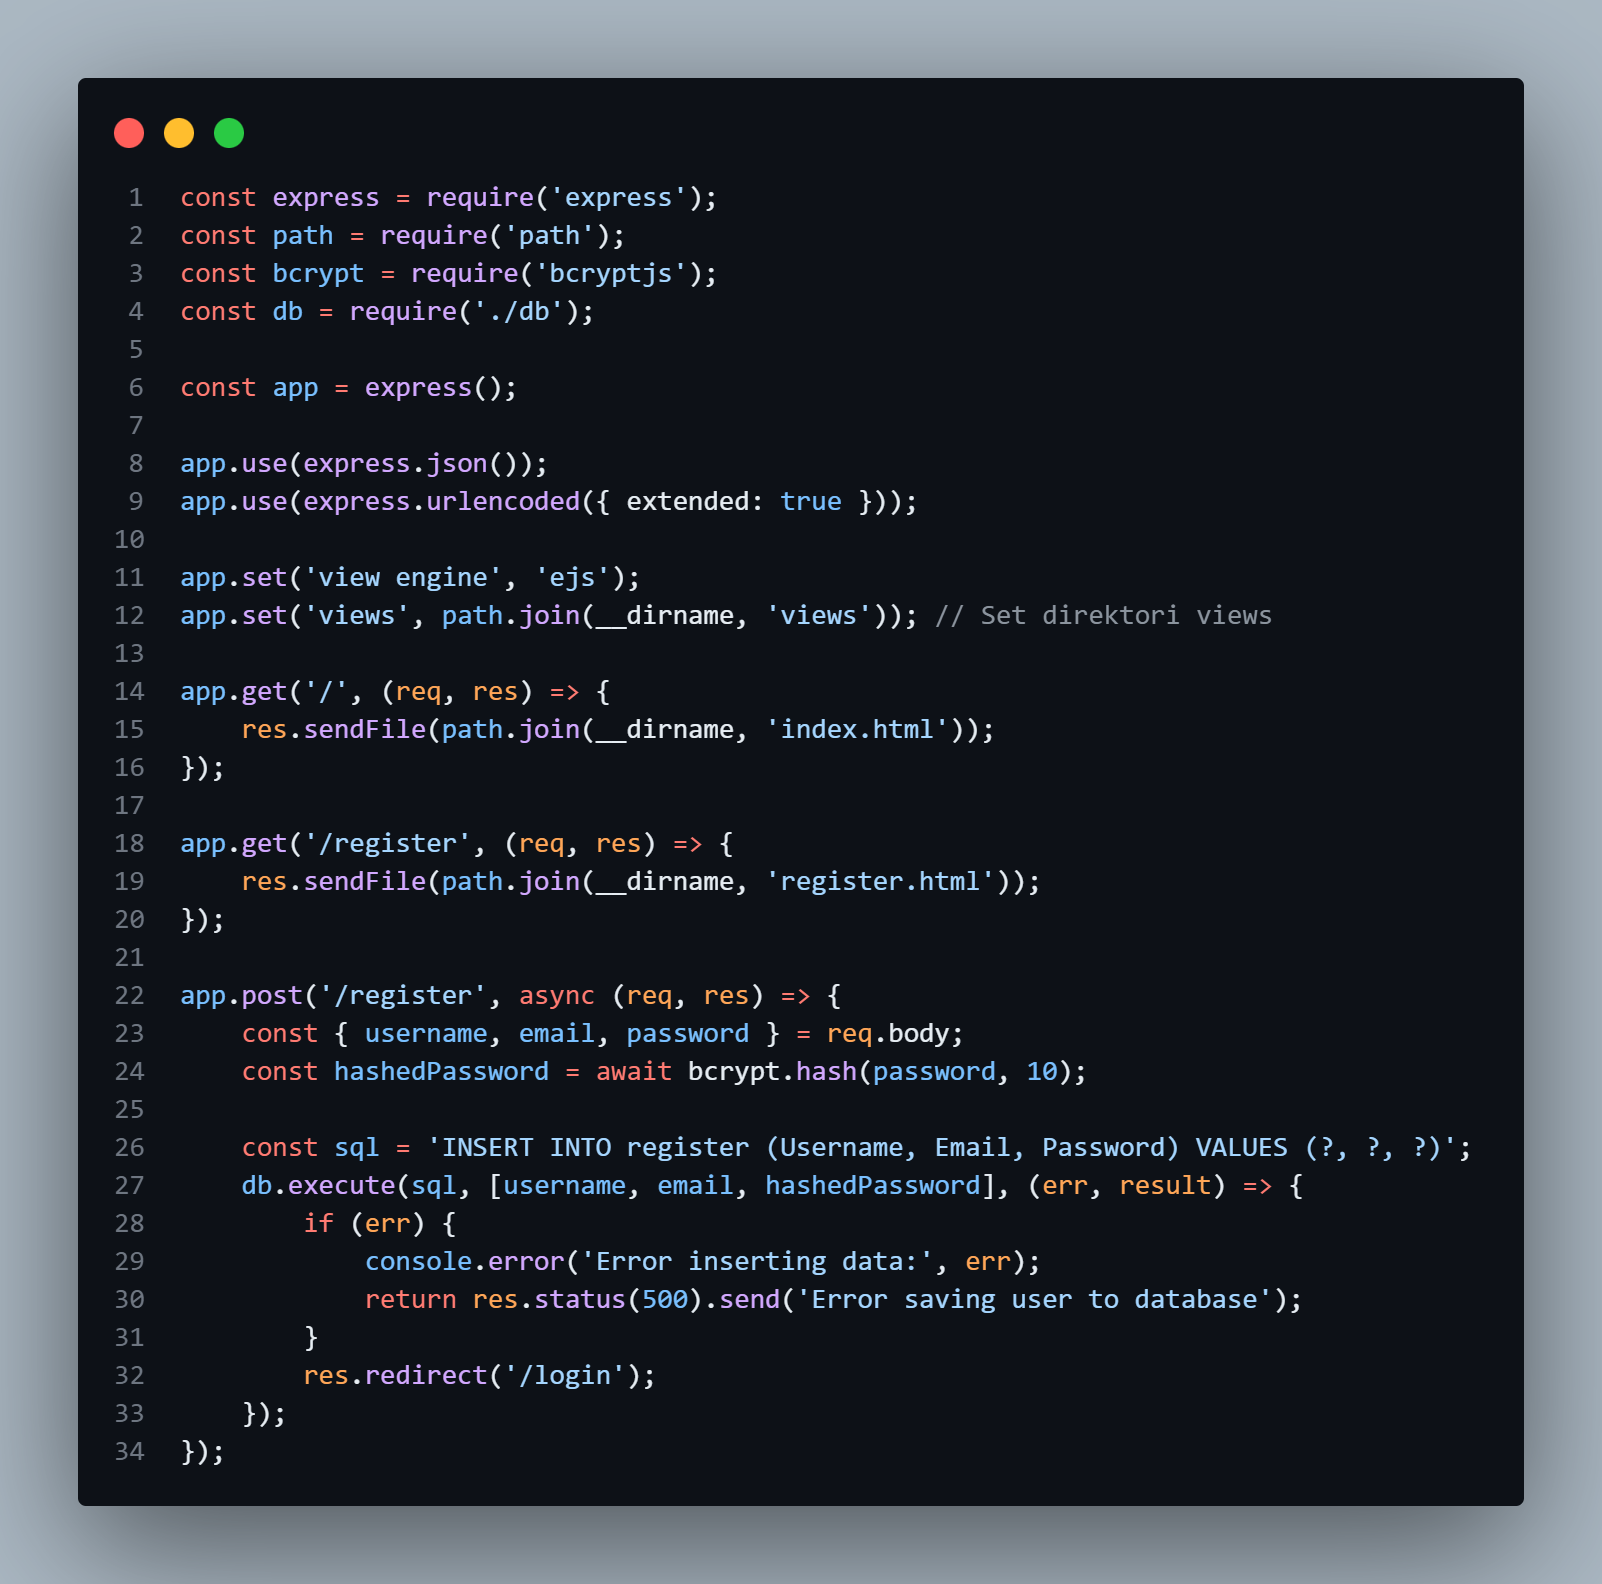 1 const express = require('express');
2 const path = require('path');
3 const bcrypt = require('bcryptjs');
4 const db = require('./db');
5
6 const app = express();
7
8 app.use(express.json());
9 app.use(express.urlencoded({ extended: true }));
10
11 app.set('view engine', 'ejs');
12 app.set('views', path.join(__dirname, 'views')); // Set direktori views
13
14 app.get('/', (req, res) => {
15     res.sendFile(path.join(__dirname, 'index.html'));
16 });
17
18 app.get('/register', (req, res) => {
19     res.sendFile(path.join(__dirname, 'register.html'));
20 });
21
22 app.post('/register', async (req, res) => {
23     const { username, email, password } = req.body;
24     const hashedPassword = await bcrypt.hash(password, 10);
25
26     const sql = 'INSERT INTO register (Username, Email, Password) VALUES (?, ?, ?)';
27     db.execute(sql, [username, email, hashedPassword], (err, result) => {
28         if (err) {
29             console.error('Error inserting data:', err);
30             return res.status(500).send('Error saving user to database');
31         }
32         res.redirect('/login');
33     });
34 });